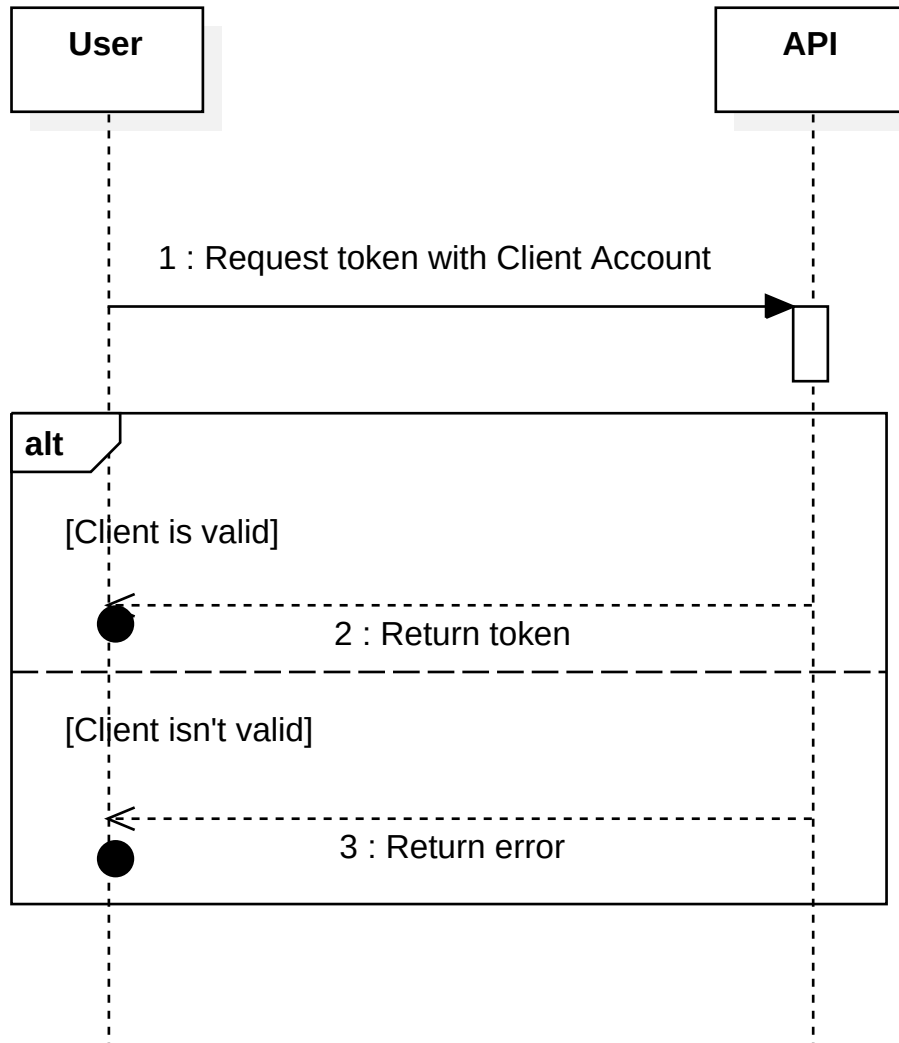 User
API
1 : Request token with Client Account
alt
[Client is valid]
2 : Return token
[Client isn't valid]
3 : Return error